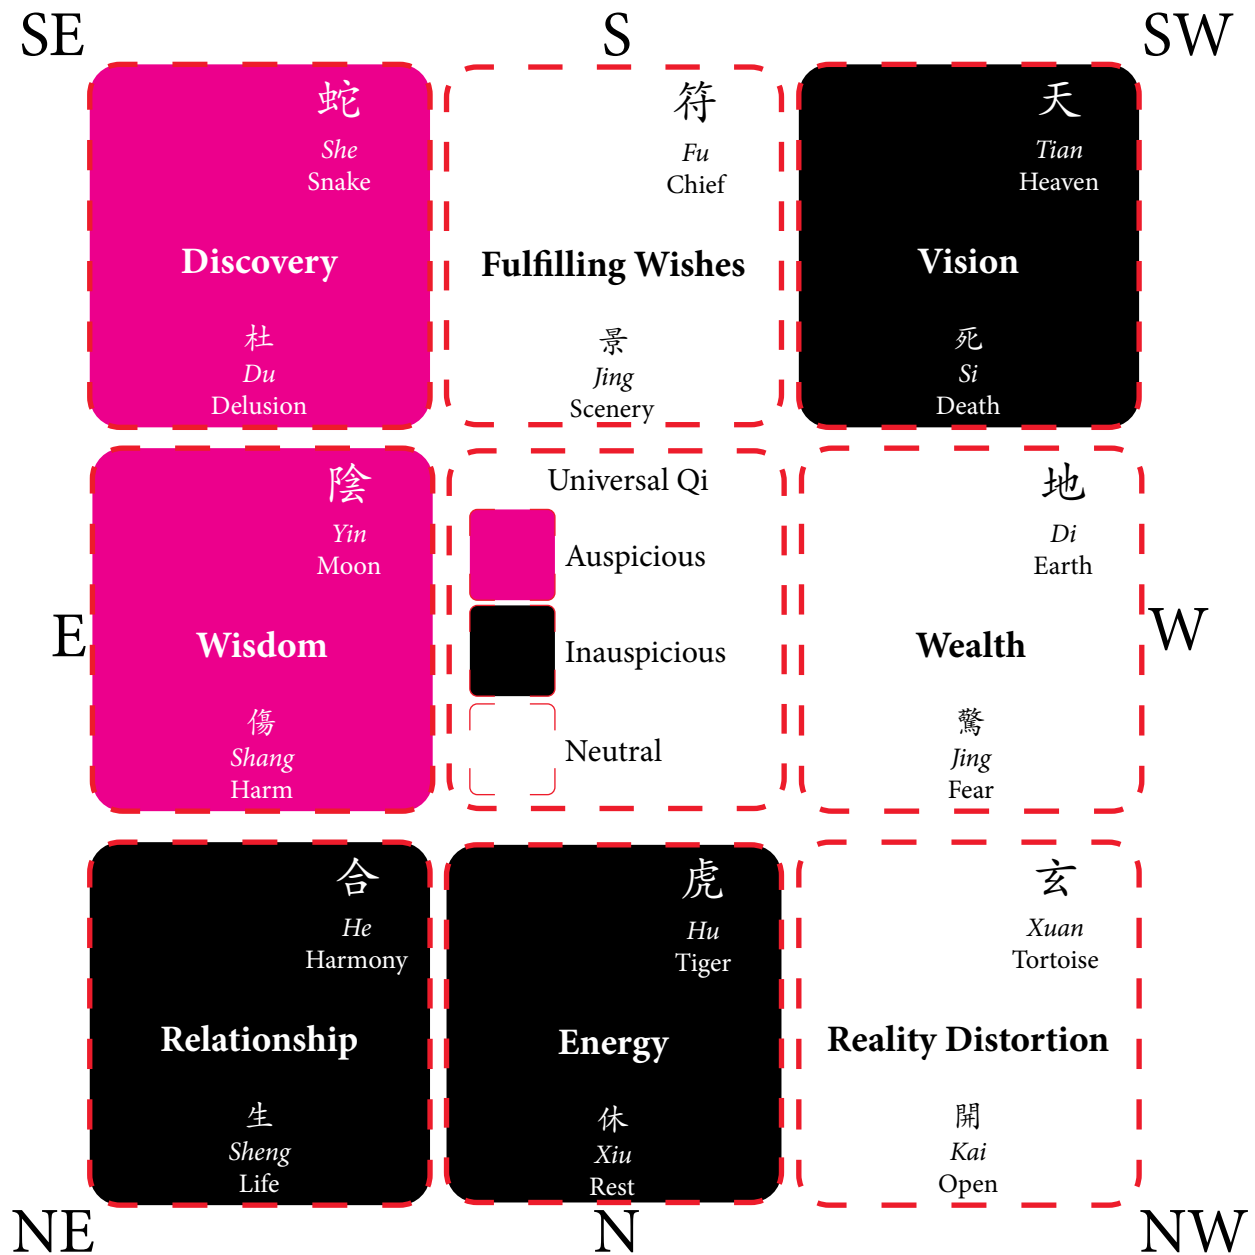 SE
S
SW
蛇
She
Snake
Discovery
杜
Du
Delusion
符
Fu
Chief
Fulfilling Wishes
景
Jing
Scenery
天
Tian
Heaven
Vision
死
Si
Death
E
陰
Yin
Moon
Wisdom
傷
Shang
Harm
Universal Qi
Auspicious
Inauspicious
Neutral
地
Di
Earth
Wealth
驚
Jing
Fear
W
合
He
Harmony
Relationship
生
Sheng
Life
虎
Hu
Tiger
Energy
休
Xiu
Rest
玄
Xuan
Tortoise
Reality Distortion
開
Kai
Open
NE
N
NW